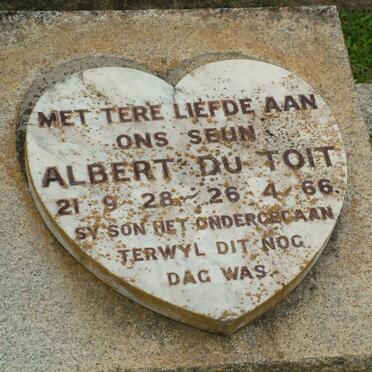 MET TERE LIEFDE AAN
ONS SEUN
ALBERT DU TOIT
21 9 28 - 26 4 66
SY SON HET ONDERGEGAAN
TERWYL DIT NOG
DAG WAS